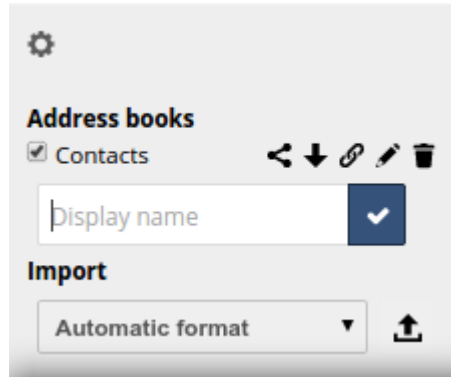 Address books
Contacts
Display name
Import
Automatic format